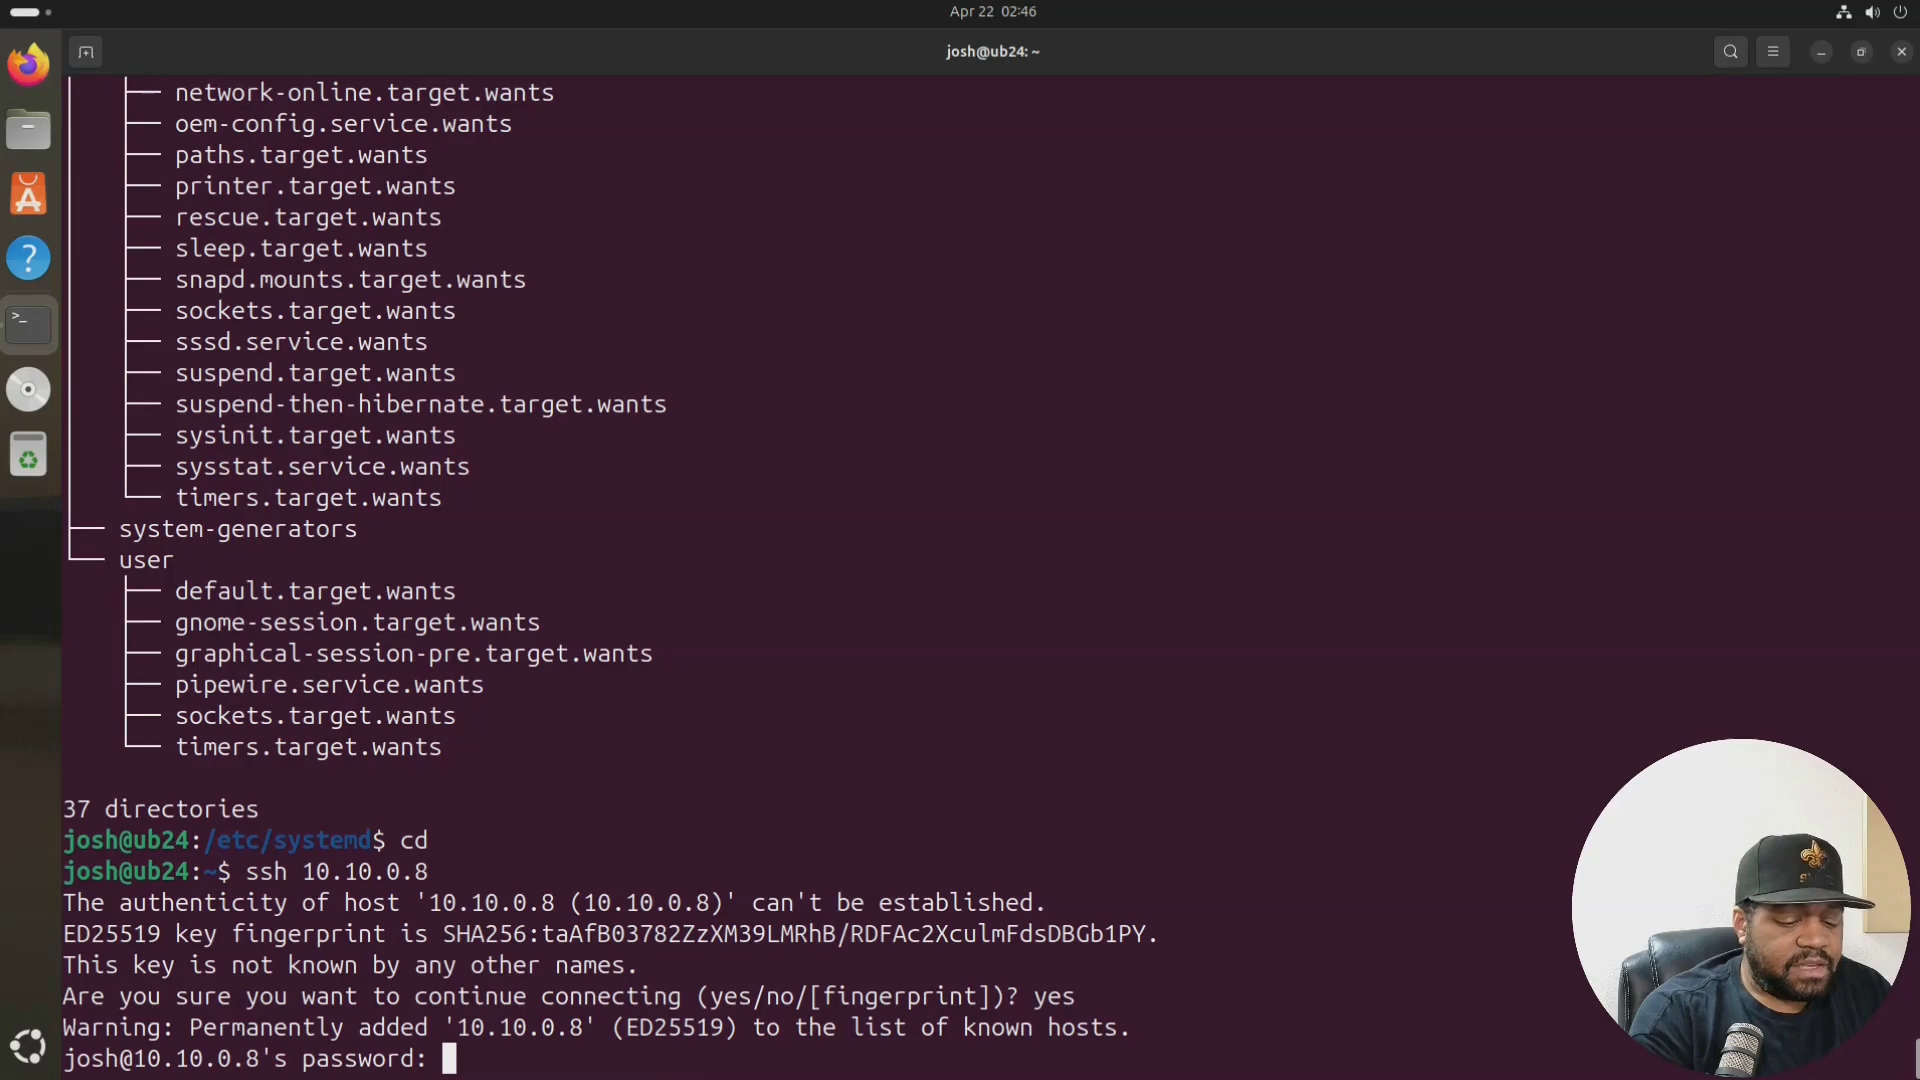 Apr 22 02:46
josh@ub24: ~
network-online.target.wants
oem-config.service.wants
paths.target.wants
printer.target.wants
rescue.target.wants
sleep.target.wants
snapd.mounts.target.wants
sockets.target.wants
sssd.service.wants
suspend.target.wants
suspend-then-hibernate.target.wants
sysinit.target.wants
sysstat.service.wants
timers.target.wants
system-generators
user
default.target.wants
gnome-session.target.wants
graphical-session-pre.target.wants
pipewire.service.wants
sockets.target.wants
timers.target.wants
37 directories
josh@ub24:/etc/systemd$ cd
josh@ub24:~$ ssh 10.10.0.8
The authenticity of host '10.10.0.8 (10.10.0.8)' can't be established.
ED25519 key fingerprint is SHA256:taAfB03782ZzXM39LMRhB/RDFAc2XculmFdsDBGb1PY.
This key is not known by any other names.
Are you sure you want to continue connecting (yes/no/[fingerprint])? yes
Warning: Permanently added '10.10.0.8' (ED25519) to the list of known hosts.
josh@10.10.0.8's password: